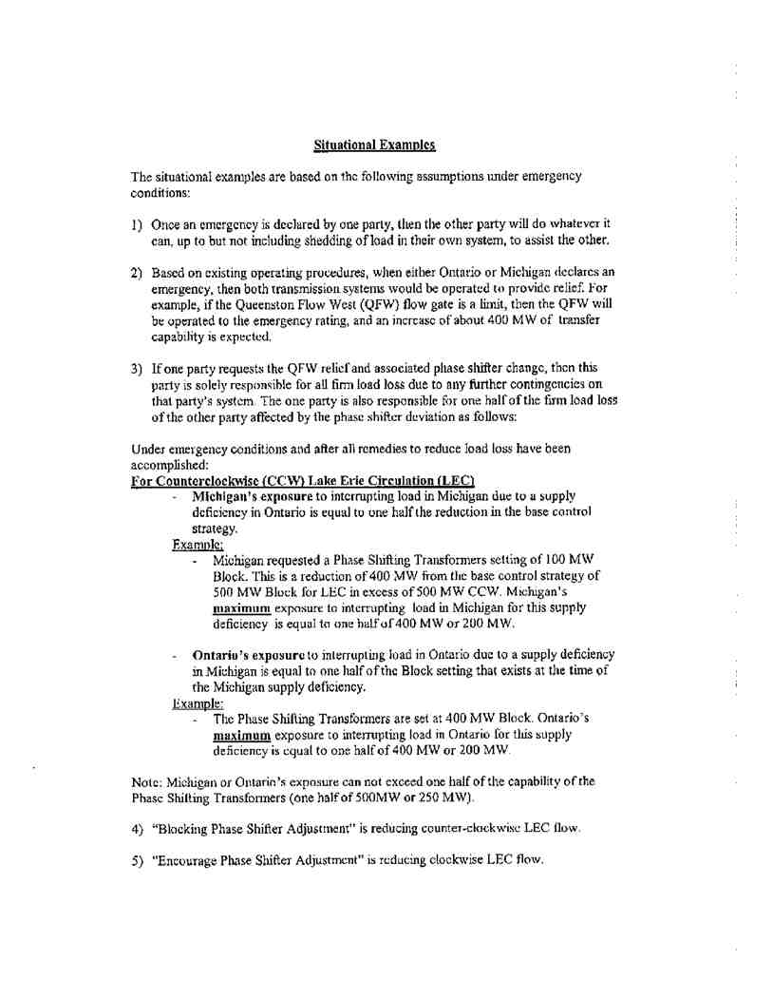 Situational Examples
The situational examples are based on the following assumptions under emergency
conditions:
1) Once an emergency is declared by one party, then the other party will do whatever it
can, up to but not including shedding of load in their own system, to assist the other.
2) Based on existing operating procedures, when either Ontario or Michigan declares an
emergency, then both transmission systems would be operated to provide relief. For
example, if the Queenston Flow West (QFW) flow gate is a limit, then the QFW will
be operated to the emergency rating, and an increase of about 400 MW of transfer
capability is expected.
3) If one party requests the QFW relief and associated phase shifter change, then this
party is solely responsible for all firm load loss due to any further contingencies on
that party's system. The one party is also responsible for one half of the firm load loss
of the other party affected by the phase shifter deviation as follows:
Under emergency conditions and after all remedies to reduce load loss have been
accomplished:
For Counterclockwise (CCW) Lake Erie Circulation (LEC)
- Michigan's exposure to interrupting load in Michigan due to a supply
deficiency in Ontario is equal to one half the reduction in the base control
strategy.
Example:
- Michigan requested a Phase Shifting Transformers setting of 100 MW
Block. This is a reduction of 400 MW from the base control strategy of
500 MW Block for LEC in excess of 500 MW CCW. Michigan's
maximum exposure to interrupting load in Michigan for this supply
deficiency is equal to one half of 400 MW or 200 MW.
- Ontario's exposure to interrupting load in Ontario due to a supply deficiency
in Michigan is equal to one half of the Block setting that exists at the time of
the Michigan supply deficiency.
Example:
- The Phase Shifting Transformers are set at 400 MW Block. Ontario's
maximum exposure to interrupting load in Ontario for this supply
deficiency is equal to one half of 400 MW or 200 MW.
Note: Michigan or Ontario's exposure can not exceed one half of the capability of the
Phase Shifting Transformers (one half of 500MW or 250 MW).
4) "Blocking Phase Shifter Adjustment" is reducing counter-clockwise LEC flow.
5) "Encourage Phase Shifter Adjustment" is reducing clockwise LEC flow.